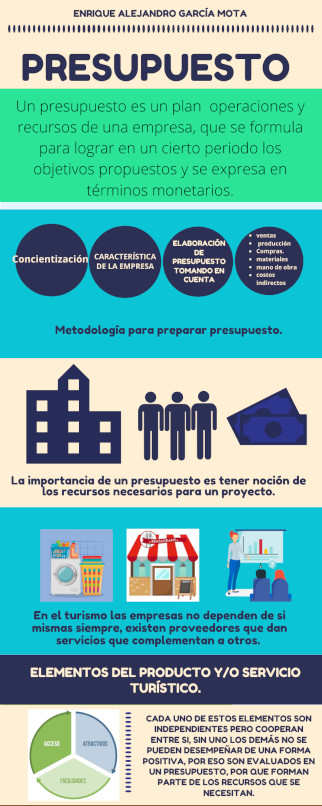 ENRIQUE ALEJANDRO GARCÍA MOTA
PRESUPUESTO
Un presupuesto es un plan operaciones y
recursos de una empresa, que se formula
para lograr en un cierto periodo los
objetivos propuestos y se expresa en
términos monetarios.
Concientización
CARACTERÍSTICA
DE LA EMPRESA
ELABORACIÓN
DE
PRESUPUESTO
TOMANDO EN
CUENTA
• ventas
• producción
• Compras.
• materiales
• mano de obra
• costos
indirectos
Metodología para preparar presupuesto.
La importancia de un presupuesto es tener noción de
los recursos necesarios para un proyecto.
RESTAURANTE
En el turismo las empresas no dependen de si
mismas siempre, existen proveedores que dan
servicios que complementan a otros.
ELEMENTOS DEL PRODUCTO Y/O SERVICIO
TURÍSTICO.
ACCESO
ATRACTIVOS
FACILIDADES
CADA UNO DE ESTOS ELEMENTOS SON
INDEPENDIENTES PERO COOPERAN
ENTRE SI, SIN UNO LOS DEMÁS NO SE
PUEDEN DESEMPEÑAR DE UNA FORMA
POSITIVA, POR ESO SON EVALUADOS EN
UN PRESUPUESTO, POR QUE FORMAN
PARTE DE LOS RECURSOS QUE SE
NECESITAN.